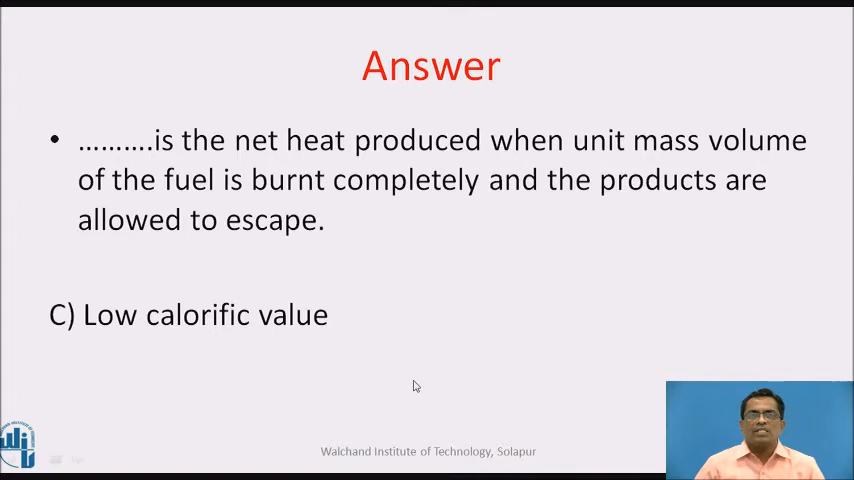 Answer
• ……….is the net heat produced when unit mass volume
of the fuel is burnt completely and the products are
allowed to escape.
C) Low calorific value
Walchand Institute of Technology, Solapur